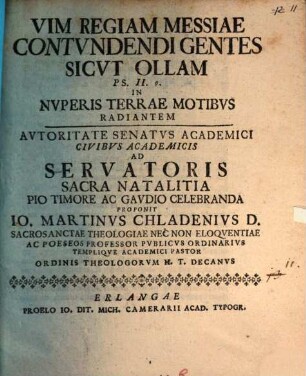 VIM REGIAM MESSIAE
CONTVNDENDI GENTES
SICVT OLLAM
PS. II. 9.
IN
NVPERIS TERRAE MOTIBVS
RADIANTEM
AVTORITATE SENATVS ACADEMICI
CIVIBVS ACADEMICIS
AD
SERVATORIS
SACRA NATALITIA
PIO TIMORE AC GAVDIO CELEBRANDA
PROPONIT
IO. MARTINVS CHLADENIVS D.
SACROSANCTAE THEOLOGIAE NEC NON ELOQVENTIAE
AC POESEOS PROFESSOR PVBLICVS ORDINARIVS
TEMPLIQVE ACADEMICI PASTOR
ORDINIS THEOLOGORVM H. T. DECANVS
ERLANGAE
PROELO IO. DIT. MICH. CAMERARII ACAD. TYPOGR.